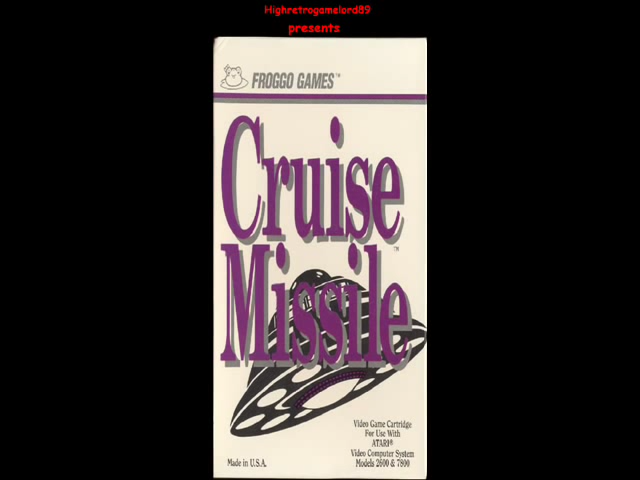 Highretrogamelord89
presents
FROGGO GAMES™
Cruise
Missile™
Video Game Cartridge
For Use With
ATARI®
Video Computer System
Made in U.S.A. Models 2600 & 7800